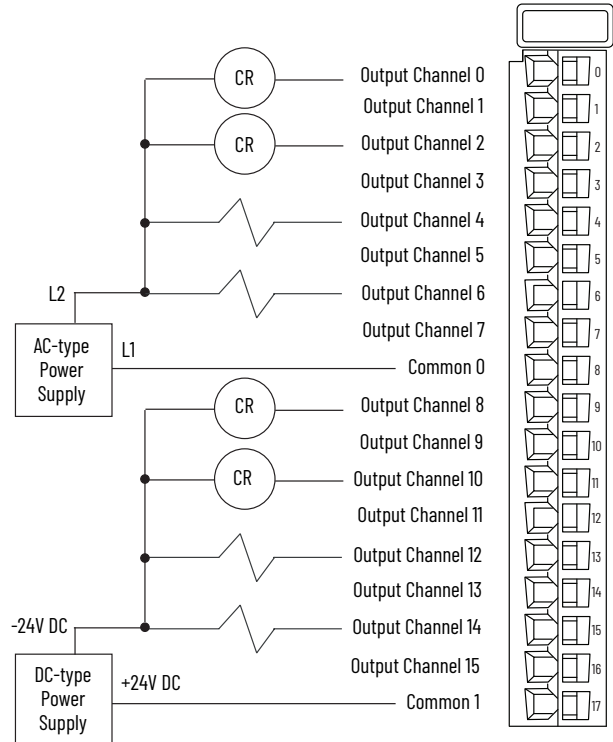 CR
Output Channel 0
0
Output Channel 1
1
CR
Output Channel 2
2
Output Channel 3
3
Output Channel 4
4
Output Channel 5
5
L2
Output Channel 6
6
Output Channel 7
7
AC-type
Power
Supply
L1
Common 0
8
CR
Output Channel 8
9
Output Channel 9
10
CR
Output Channel 10
11
Output Channel 11
12
Output Channel 12
13
Output Channel 13
14
-24V DC
Output Channel 14
15
Output Channel 15
16
DC-type
Power
Supply
+24V DC
Common 1
17